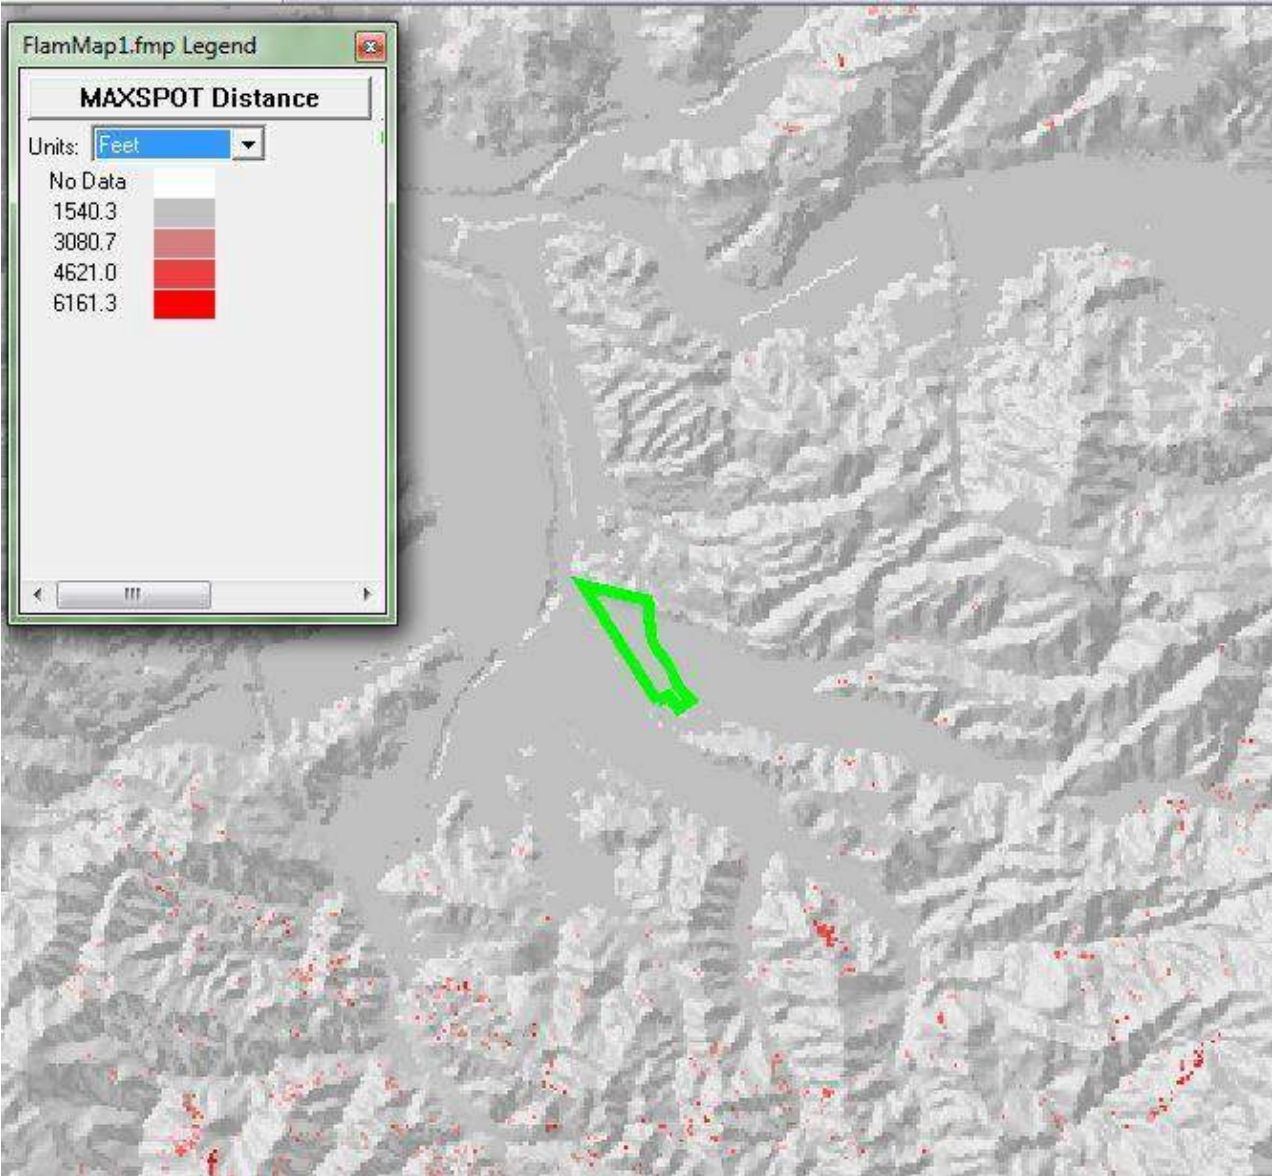 FlamMap1.fmp Legend
MAXSPOT Distance
Units: Feet
No Data
1540.3
3080.7
4621.0
6161.3